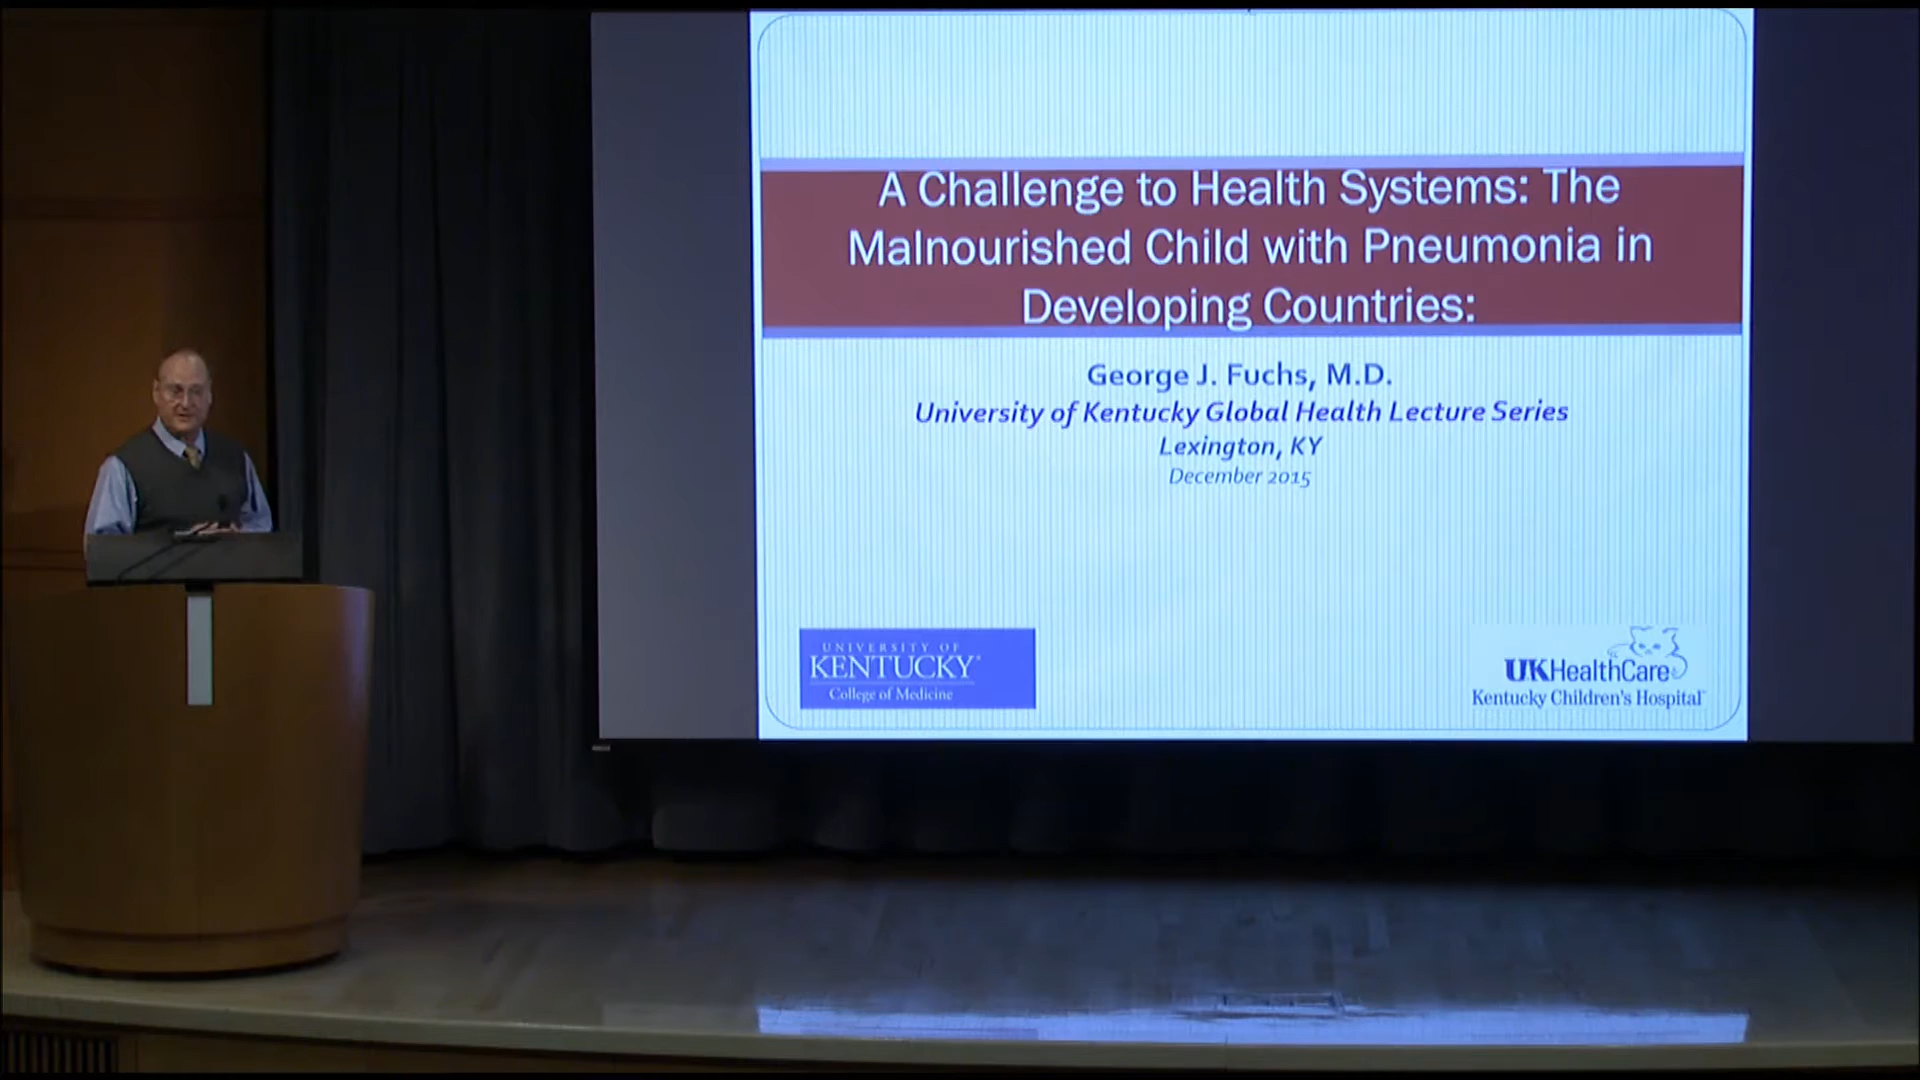 A Challenge to Health Systems: The
Malnourished Child with Pneumonia in
Developing Countries:
George J. Fuchs, M.D.
University of Kentucky Global Health Lecture Series
Lexington, KY
December 2015
UNIVERSITY OF
KENTUCKY
College of Medicine
UKHealthCare
Kentucky Children's Hospital